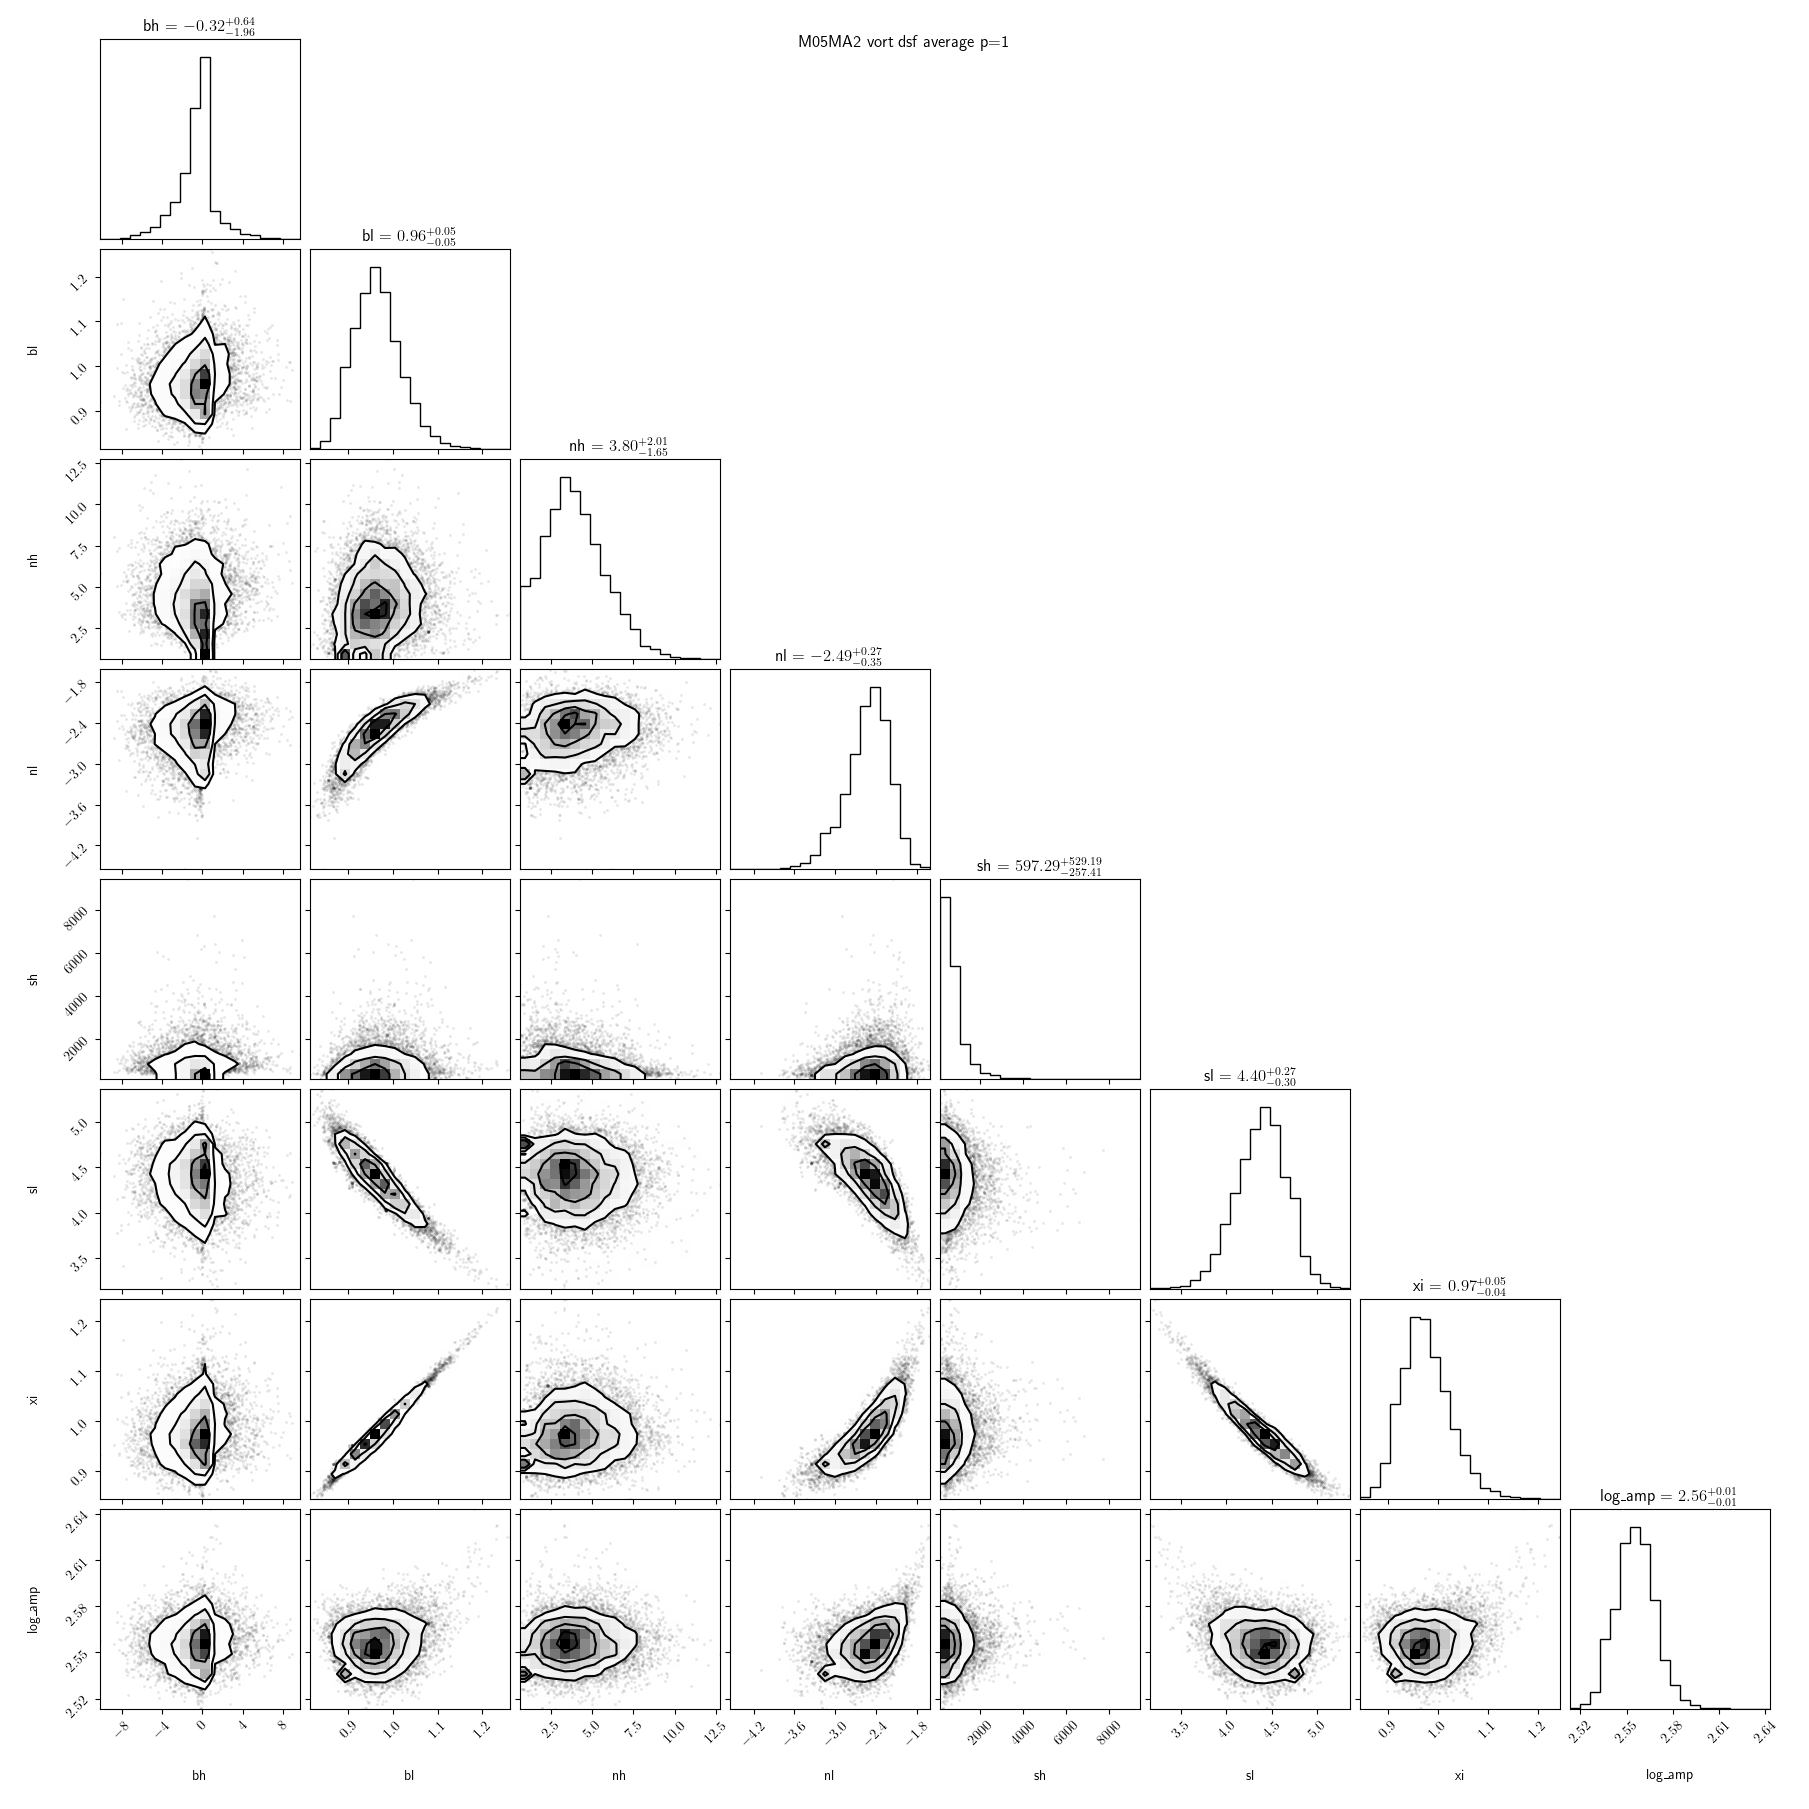 bh = −0.32+0.64−1.96
M05MA2 vort dsf average p=1
bl = 0.96+0.05−0.05
1.2
1.1
1.0
0.9
bl
nh = 3.80+2.01−1.65
12.5
10.0
7.5
5.0
2.5
nh
nl = −2.49+0.27−0.35
−1.8
−2.4
−3.0
−3.6
−4.2
nl
sh = 597.29+529.19−257.41
8000
6000
4000
2000
sh
sl = 4.40+0.27−0.30
5.0
4.5
4.0
3.5
sl
xi = 0.97+0.05−0.04
1.2
1.1
1.0
0.9
xi
log_amp = 2.56+0.01−0.01
2.64
2.61
2.58
2.55
2.52
log_amp
−8 −4 0 4 8
0.9 1.0 1.1 1.2
2.5 5.0 7.5 10.0 12.5
−4.2 −3.6 −3.0 −2.4 −1.8
2000 4000 6000 8000
3.5 4.0 4.5 5.0
0.9 1.0 1.1 1.2
2.52 2.55 2.58 2.61 2.64
bh bl nh nl sh sl xi log_amp